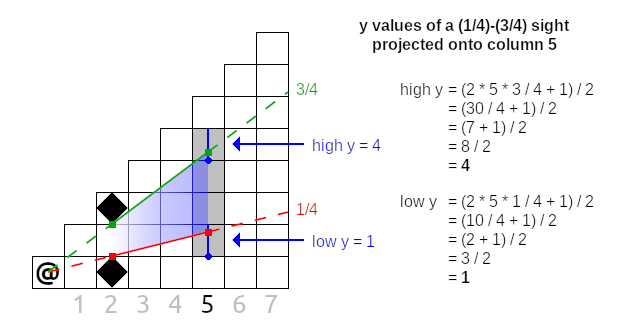 y values of a (1/4)-(3/4) sight
projected onto column 5
3/4
high y = (2 * 5 * 3 / 4 + 1) / 2
= (30 / 4 + 1) / 2
= (7 + 1) / 2
= 8 / 2
= 4
high y = 4
1/4
low y = (2 * 5 * 1 / 4 + 1) / 2
= (10 / 4 + 1) / 2
= (2 + 1) / 2
= 3 / 2
= 1
low y = 1
@
1 2 3 4 5 6 7